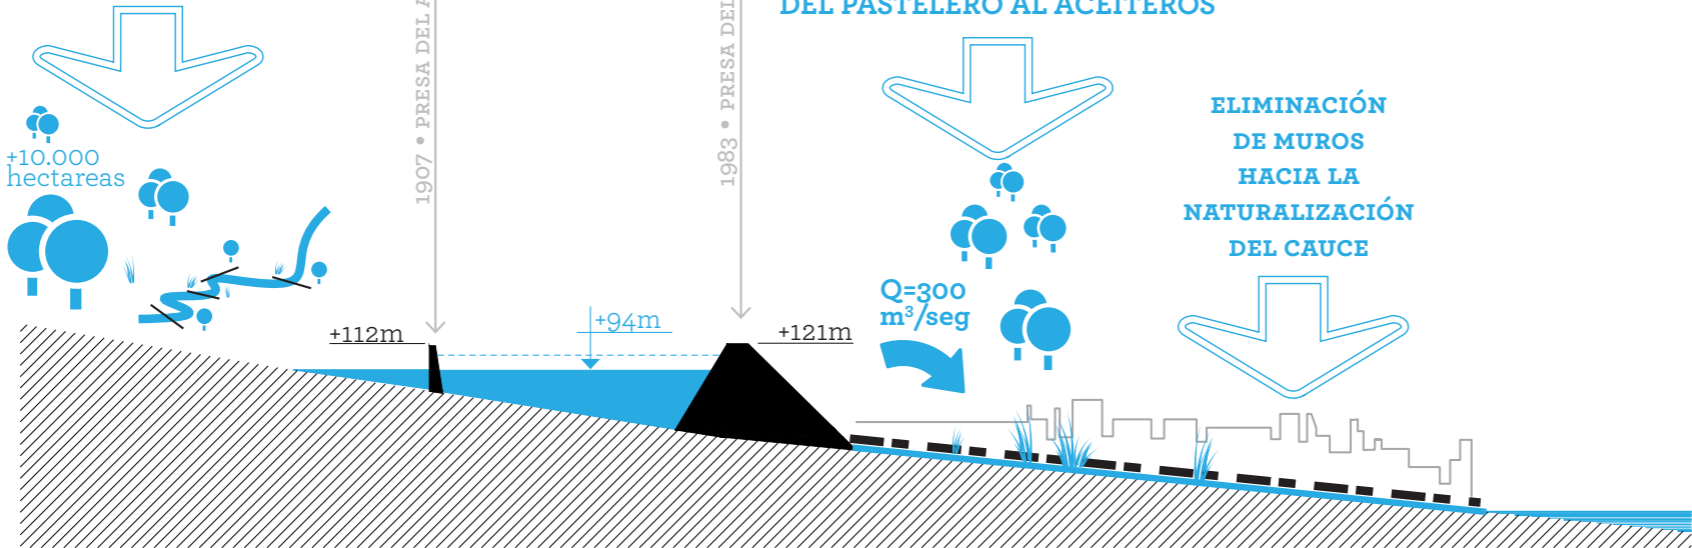 DEL PASTELERO AL ACEITEROS
1907 • PRESA DEL
1983 • PRESA DEL
ELIMINACIÓN
DE MUROS
HACIA LA
NATURALIZACIÓN
DEL CAUCE
+10.000
hectareas
Q=300
m³/seg
+112m
+94m
+121m